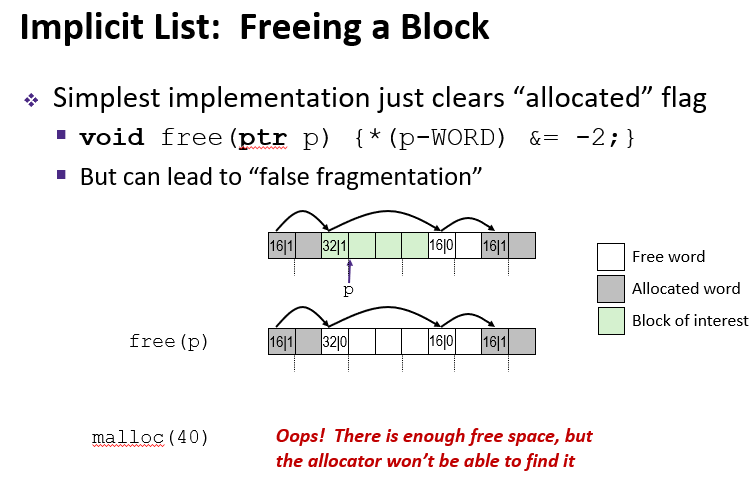 Implicit List: Freeing a Block
Simplest implementation just clears “allocated” flag
void free(ptr p) {*(p-WORD) &= -2;}
But can lead to “false fragmentation”
16|1 32|1 16|0 16|1
p
Free word
Allocated word
Block of interest
free(p)
16|1 32|0 16|0 16|1
malloc(40)
Oops! There is enough free space, but
the allocator won’t be able to find it